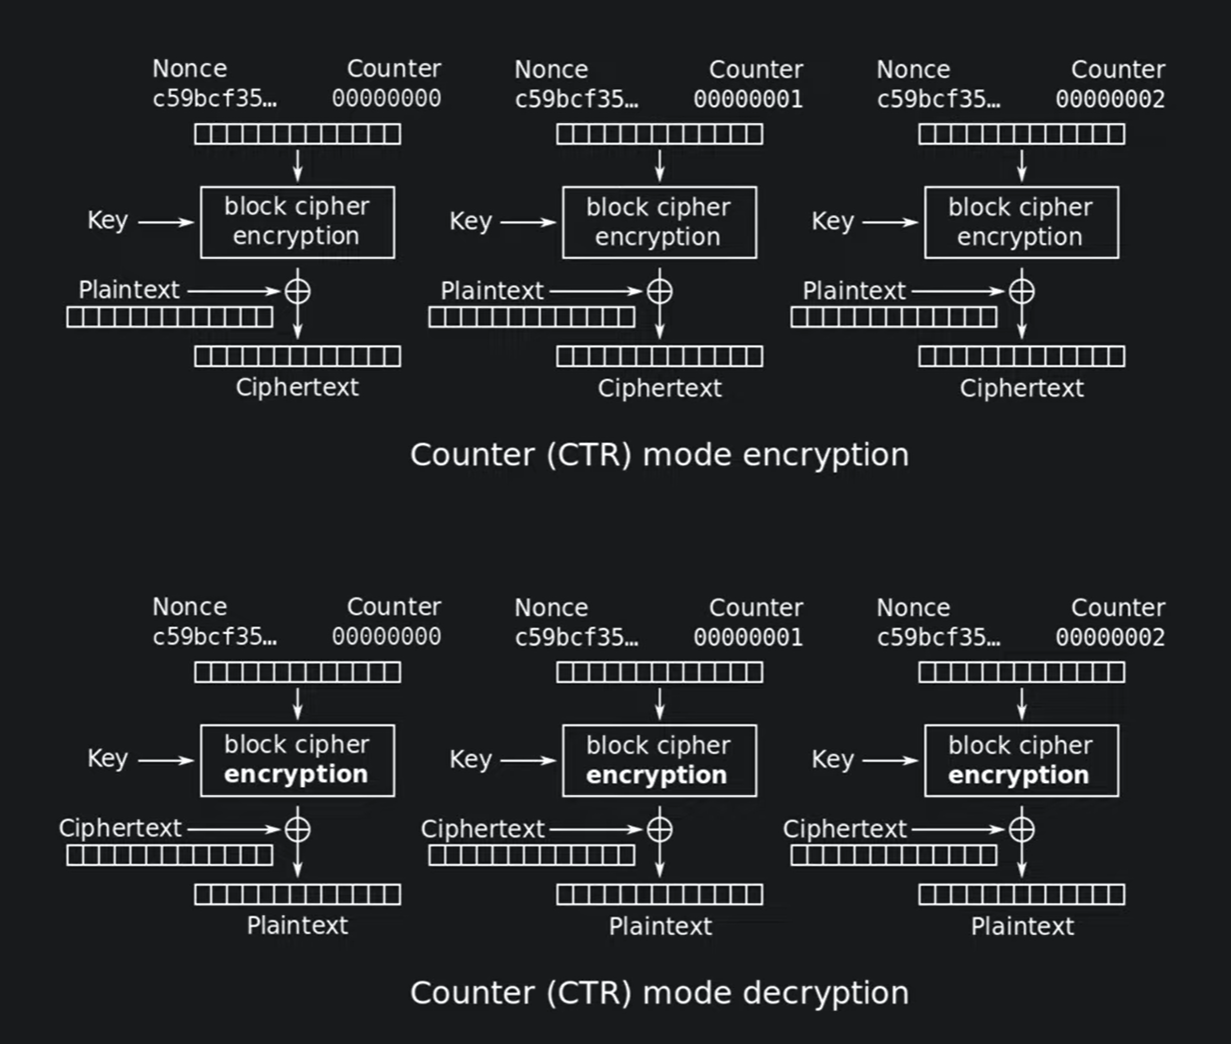 Nonce Counter Nonce Counter Nonce Counter
c59bcf35… 00000000 c59bcf35… 00000001 c59bcf35… 00000002
block cipher block cipher block cipher
Key Key Key
encryption encryption encryption
Plaintext Plaintext Plaintext
Ciphertext Ciphertext Ciphertext
Counter (CTR) mode encryption
Nonce Counter Nonce Counter Nonce Counter
c59bcf35… 00000000 c59bcf35… 00000001 c59bcf35… 00000002
block cipher block cipher block cipher
Key Key Key
encryption encryption encryption
Ciphertext Ciphertext Ciphertext
Plaintext Plaintext Plaintext
Counter (CTR) mode decryption